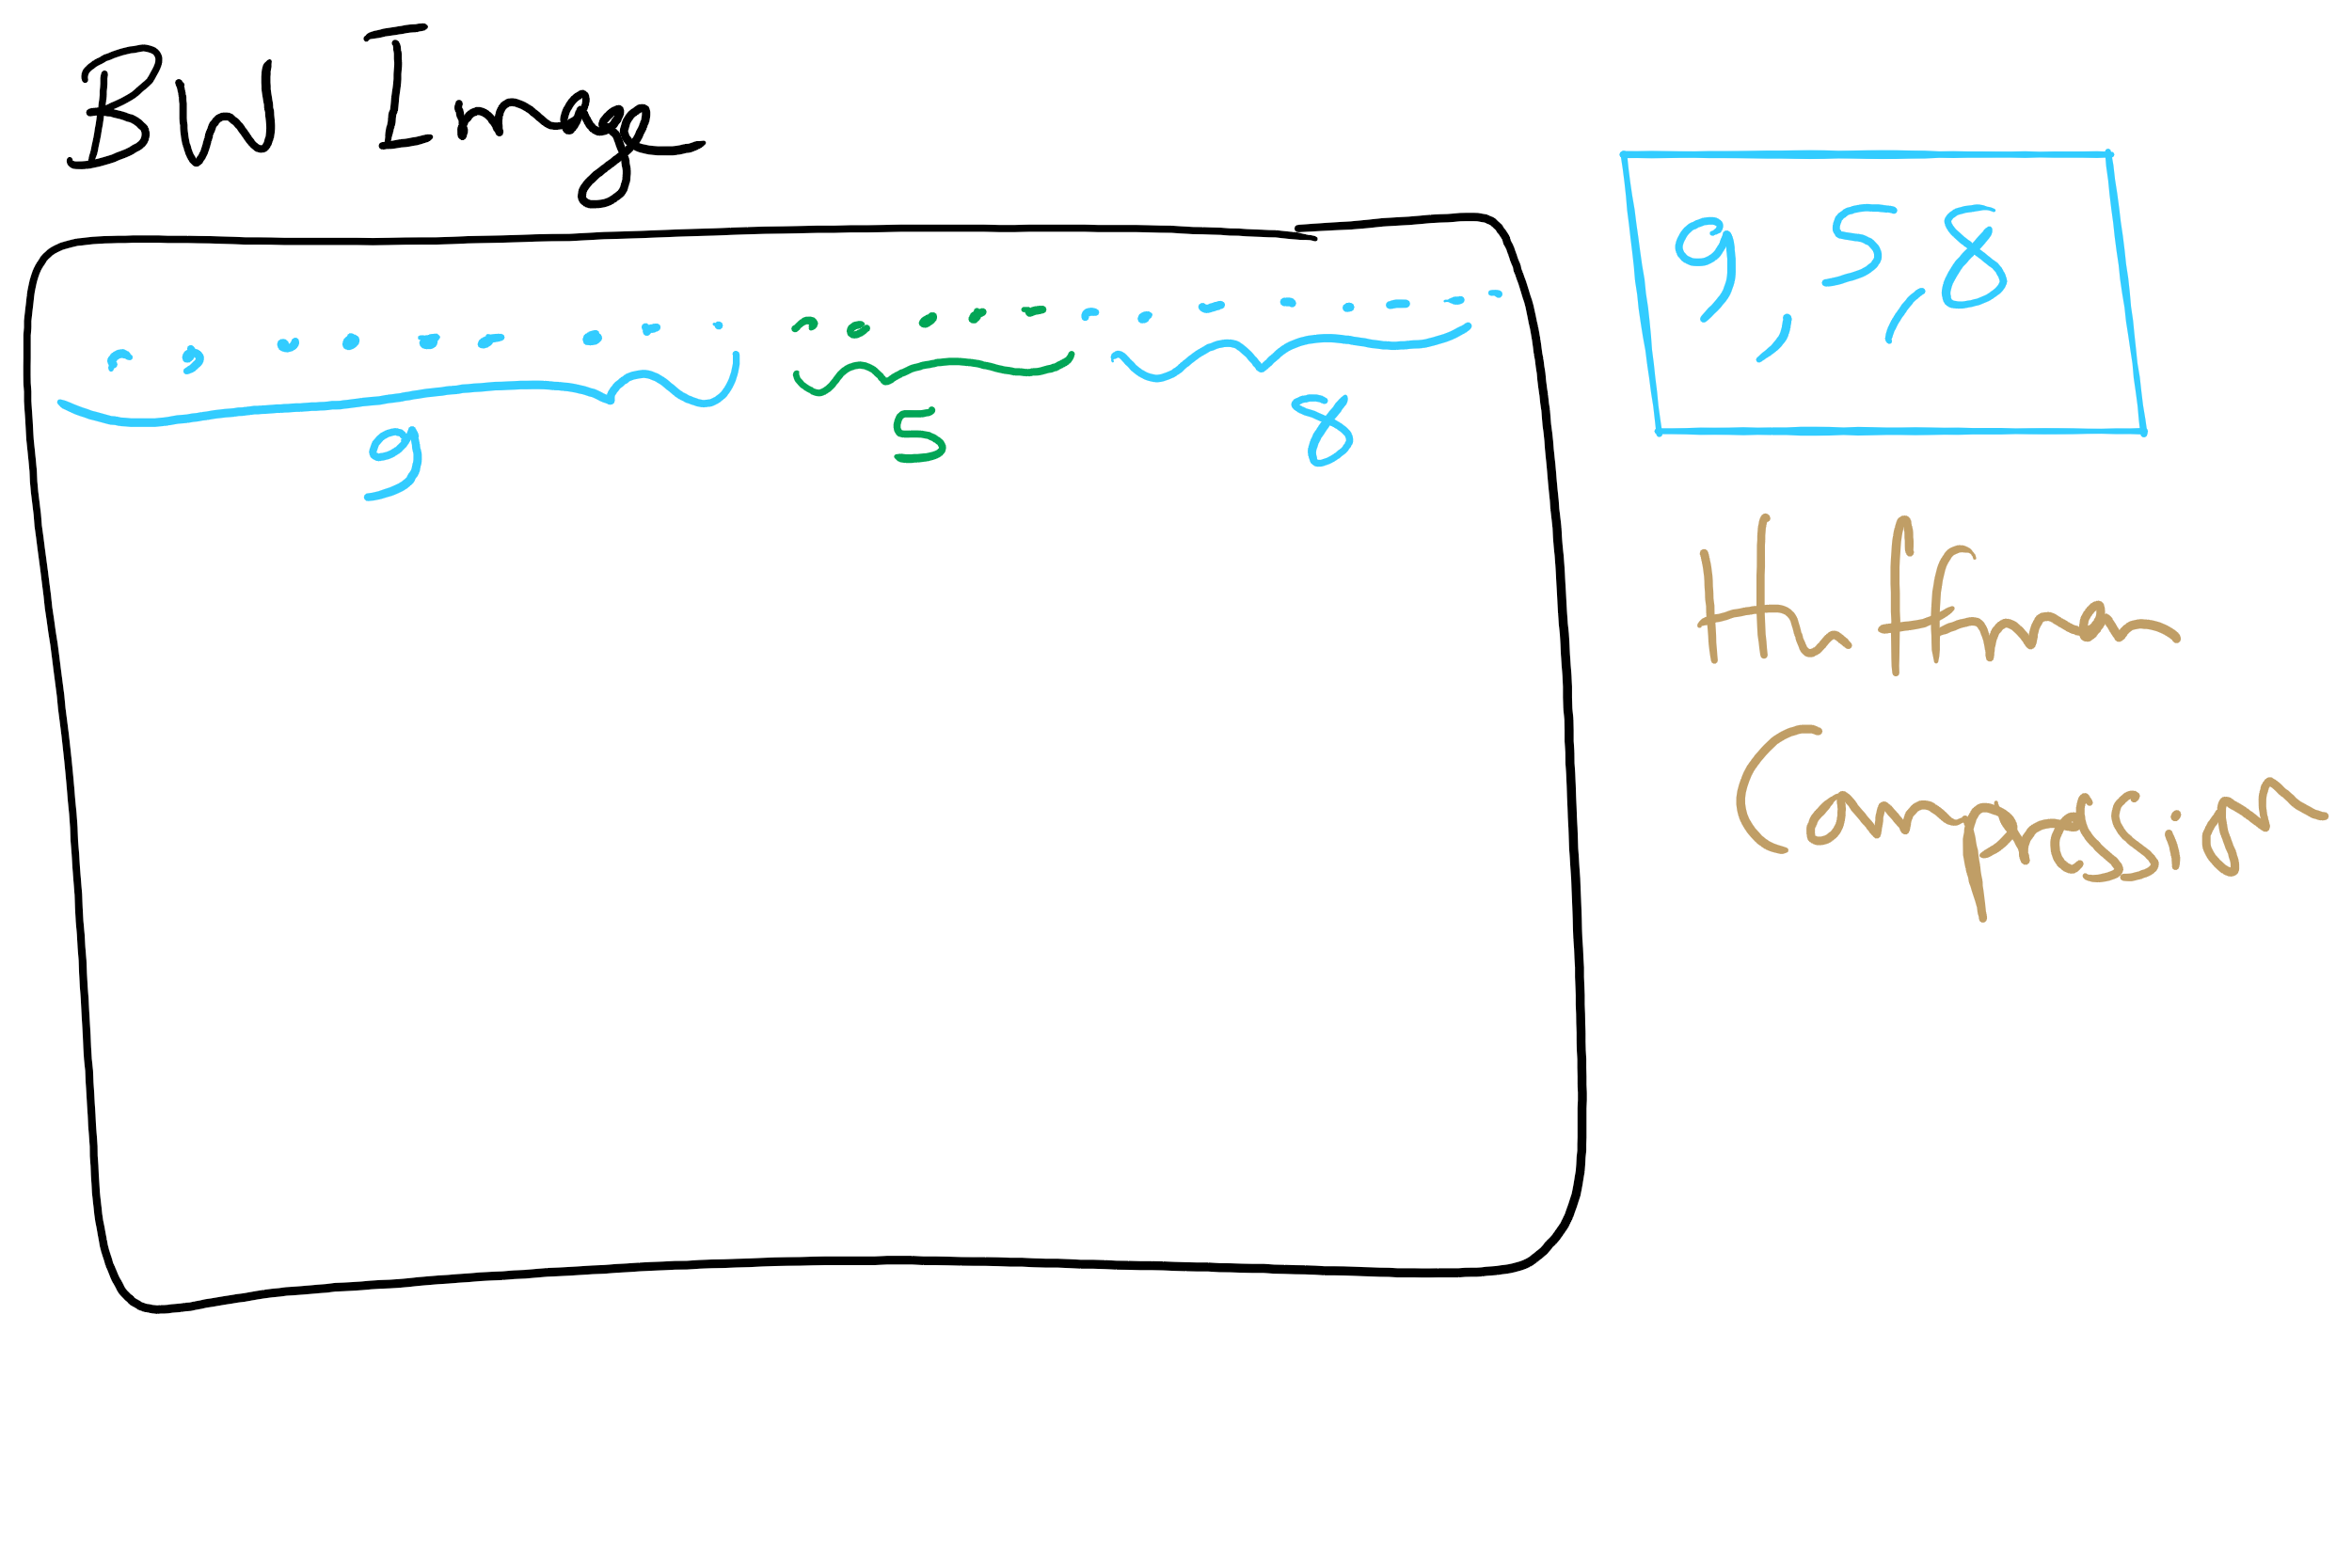 BW Image
9 5 8
9, 5, 8
Huffman
Compression